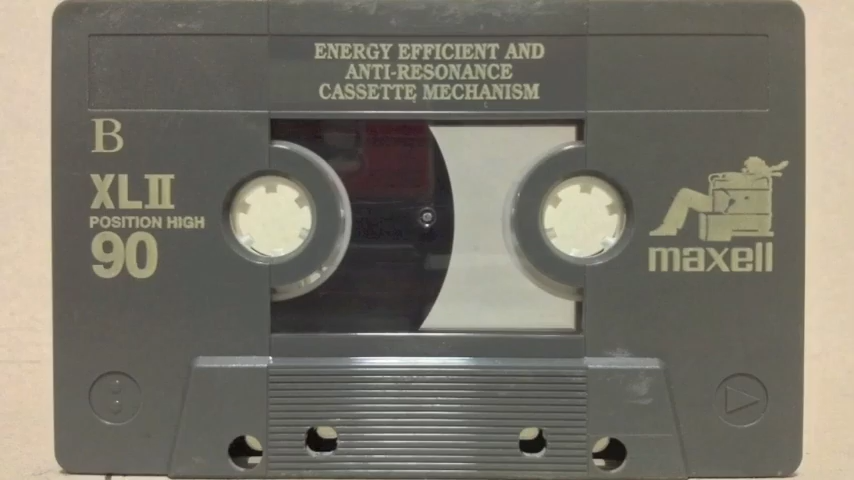 ENERGY EFFICIENT AND
ANTI-RESONANCE
CASSETTE MECHANISM
B
XLII
POSITION HIGH
90
maxell